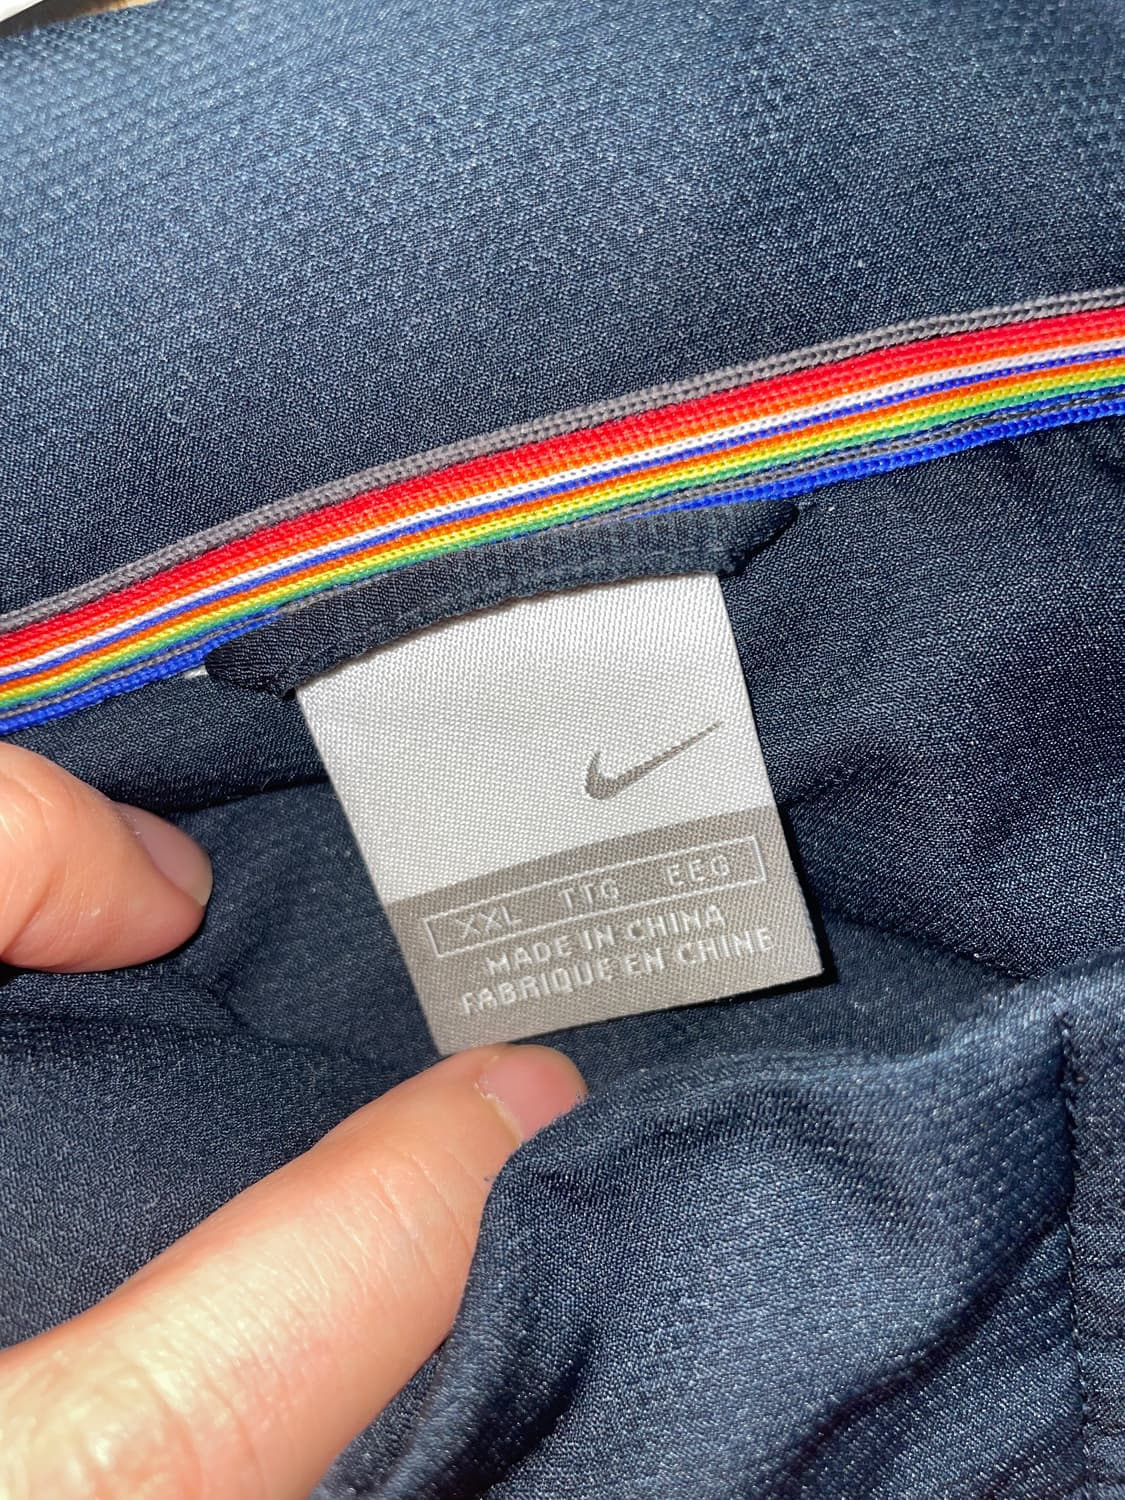 XXL TTG EEG
MADE IN CHINA
FABRIQUE EN CHINE